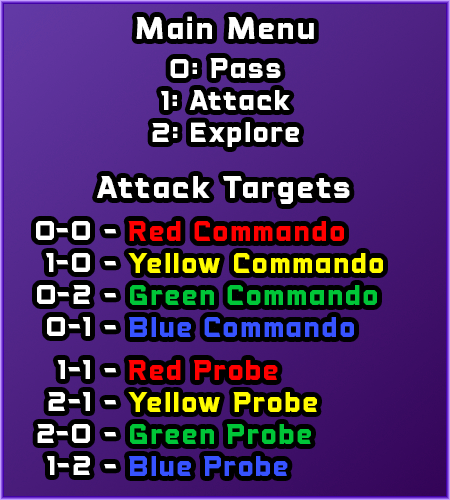 Main Menu
0: Pass
1: Attack
2: Explore
Attack Targets
0-0 - Red Commando
1-0 - Yellow Commando
0-2 - Green Commando
0-1 - Blue Commando
1-1 - Red Probe
2-1 - Yellow Probe
2-0 - Green Probe
1-2 - Blue Probe